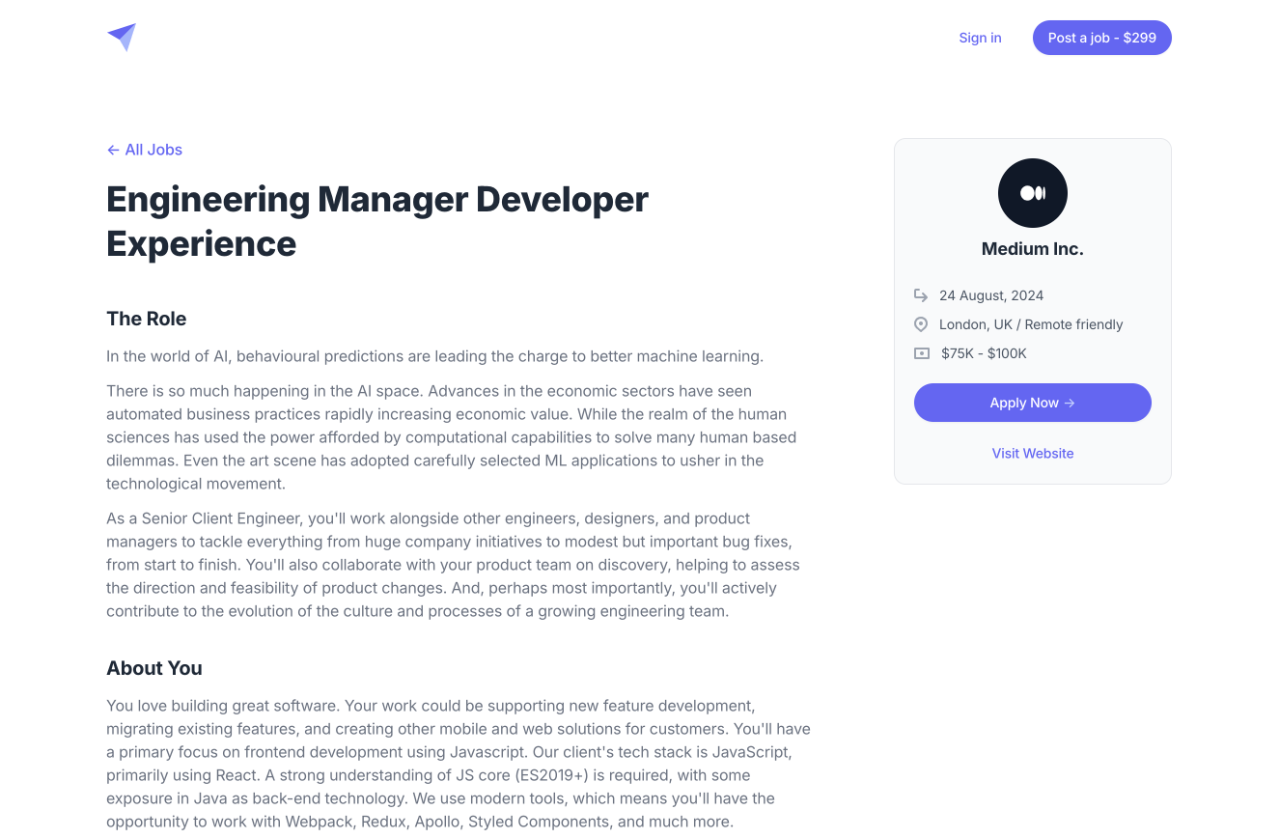 Sign in
Post a job - $299
← All Jobs
Engineering Manager Developer
Experience
The Role
In the world of AI, behavioural predictions are leading the charge to better machine learning.
There is so much happening in the AI space. Advances in the economic sectors have seen
automated business practices rapidly increasing economic value. While the realm of the human
sciences has used the power afforded by computational capabilities to solve many human based
dilemmas. Even the art scene has adopted carefully selected ML applications to usher in the
technological movement.
As a Senior Client Engineer, you'll work alongside other engineers, designers, and product
managers to tackle everything from huge company initiatives to modest but important bug fixes,
from start to finish. You'll also collaborate with your product team on discovery, helping to assess
the direction and feasibility of product changes. And, perhaps most importantly, you'll actively
contribute to the evolution of the culture and processes of a growing engineering team.
About You
You love building great software. Your work could be supporting new feature development,
migrating existing features, and creating other mobile and web solutions for customers. You'll have
a primary focus on frontend development using Javascript. Our client's tech stack is JavaScript,
primarily using React. A strong understanding of JS core (ES2019+) is required, with some
exposure in Java as back-end technology. We use modern tools, which means you'll have the
opportunity to work with Webpack, Redux, Apollo, Styled Components, and much more.
Medium Inc.
24 August, 2024
London, UK / Remote friendly
$75K - $100K
Apply Now →
Visit Website